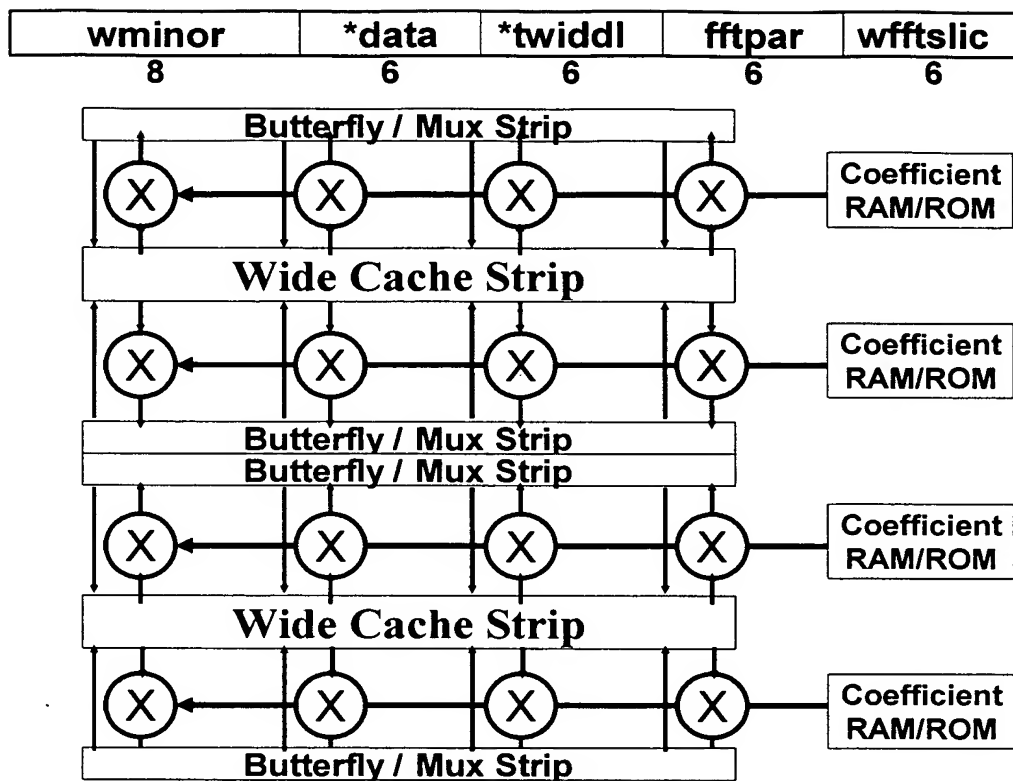 wminor *data *twiddl fftpar wfftslic
8 6 6 6 6
Butterfly / Mux Strip
X X X X
Coefficient
RAM/ROM
Wide Cache Strip
X X X X
Coefficient
RAM/ROM
Butterfly / Mux Strip
Butterfly / Mux Strip
X X X X
Coefficient
RAM/ROM
Wide Cache Strip
X X X X
Coefficient
RAM/ROM
Butterfly / Mux Strip